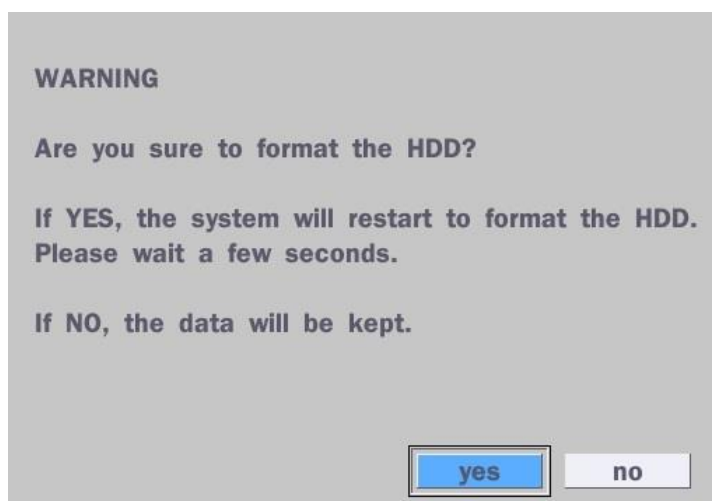 WARNING
Are you sure to format the HDD?
If YES, the system will restart to format the HDD.
Please wait a few seconds.
If NO, the data will be kept.
yes no